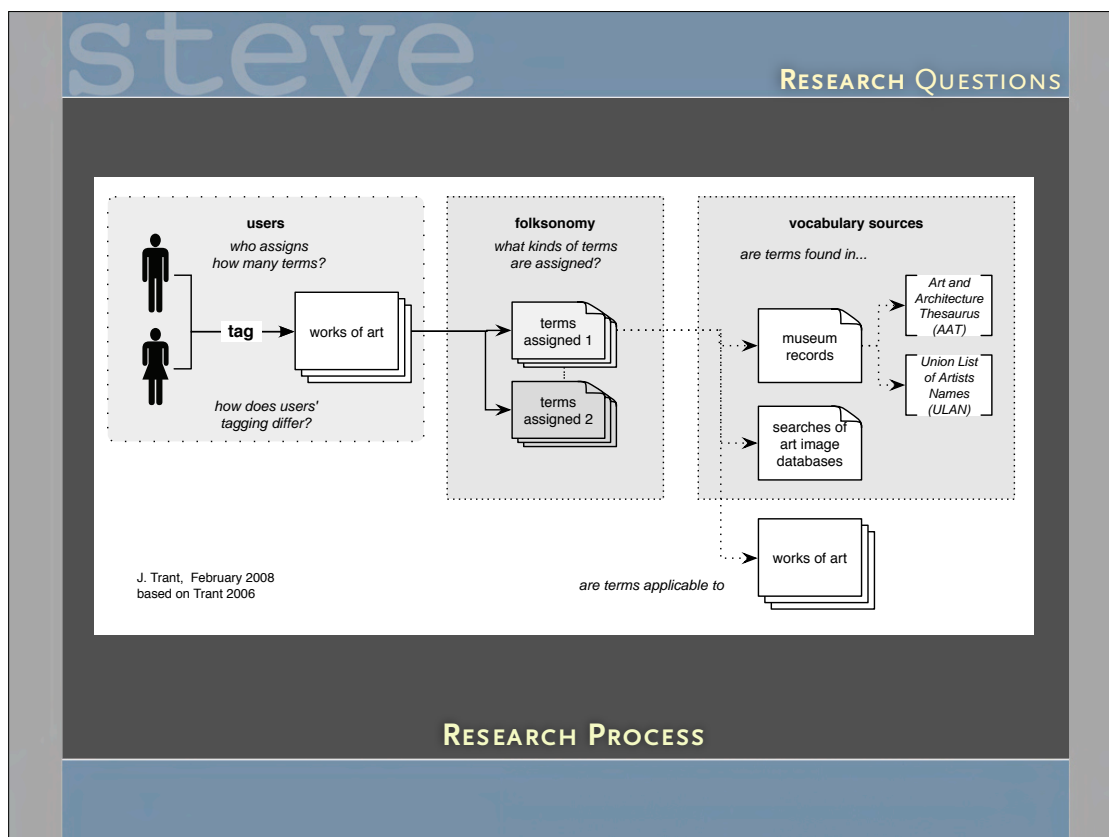 steve
RESEARCH QUESTIONS
users
who assigns
how many terms?
tag
works of art
how does users'
tagging differ?
folksonomy
what kinds of terms
are assigned?
terms
assigned 1
terms
assigned 2
vocabulary sources
are terms found in...
museum
records
Art and
Architecture
Thesaurus
(AAT)
Union List
of Artists
Names
(ULAN)
searches of
art image
databases
works of art
are terms applicable to
J. Trant, February 2008
based on Trant 2006
RESEARCH PROCESS